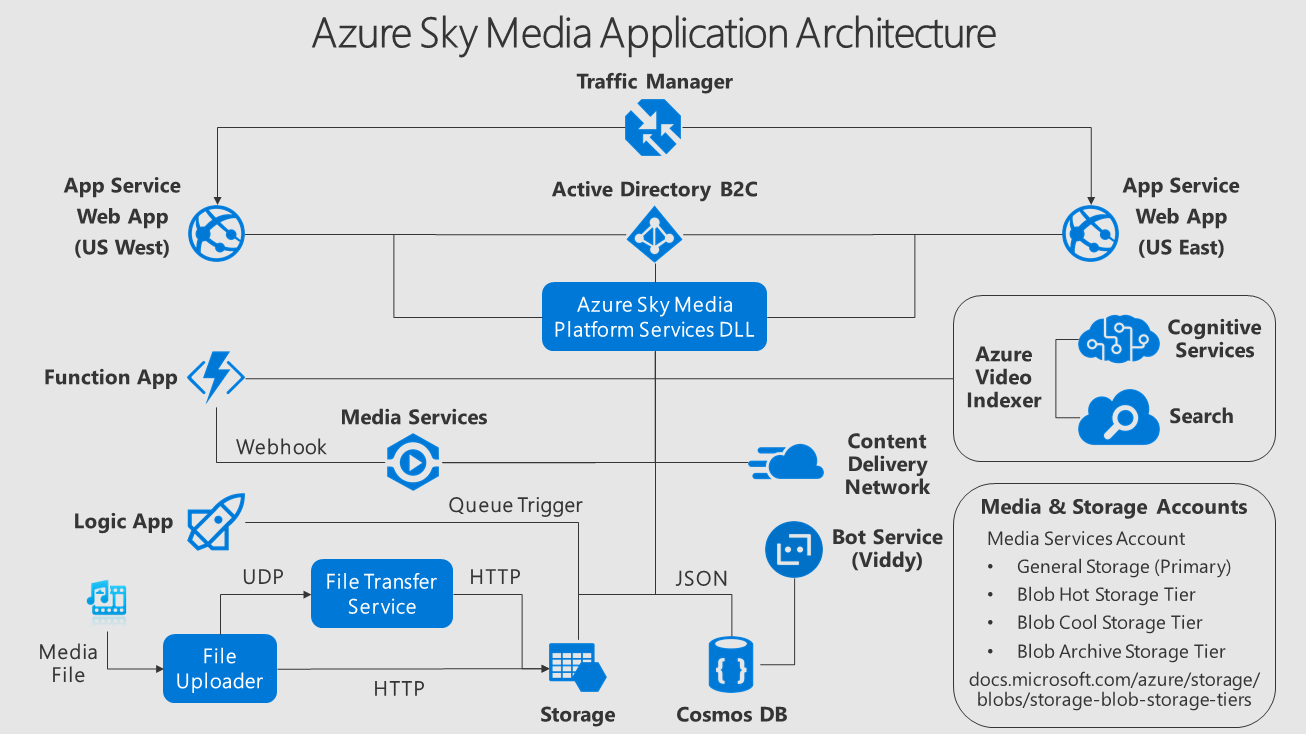 Azure Sky Media Application Architecture
Traffic Manager
App Service
Web App
(US West)
Active Directory B2C
App Service
Web App
(US East)
Azure Sky Media
Platform Services DLL
Function App
Azure
Video
Indexer
Cognitive
Services
Search
Media Services
Webhook
Content
Delivery
Network
Logic App
Queue Trigger
Bot Service
(Viddy)
Media & Storage Accounts
Media Services Account
• General Storage (Primary)
• Blob Hot Storage Tier
• Blob Cool Storage Tier
• Blob Archive Storage Tier
docs.microsoft.com/azure/storage/
blobs/storage-blob-storage-tiers
UDP
File Transfer
Service
HTTP
JSON
Media
File
File
Uploader
HTTP
Storage
Cosmos DB